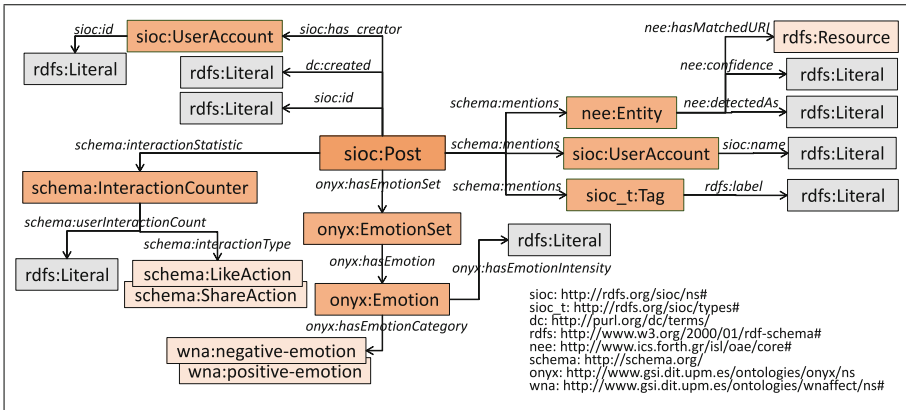 sioc:id
sioc:UserAccount
sioc:has_creator
rdfs:Literal
rdfs:Literal
dc:created
rdfs:Literal
sioc:id
nee:hasMatchedURI
rdfs:Resource
nee:confidence
rdfs:Literal
schema:mentions
nee:Entity
nee:detectedAs
rdfs:Literal
schema:interactionStatistic
sioc:Post
schema:mentions
sioc:UserAccount
sioc:name
rdfs:Literal
schema:InteractionCounter
onyx:hasEmotionSet
schema:mentions
sioc_t:Tag
rdfs:label
rdfs:Literal
schema:userInteractionCount
onyx:EmotionSet
schema:interactionType
rdfs:Literal
onyx:hasEmotion
rdfs:Literal
onyx:hasEmotionIntensity
schema:LikeAction
schema:ShareAction
onyx:Emotion
onyx:hasEmotionCategory
wna:negative-emotion
wna:positive-emotion
sioc: http://rdfs.org/sioc/ns#
sioc_t: http://rdfs.org/sioc/types#
dc: http://purl.org/dc/terms/
rdfs: http://www.w3.org/2000/01/rdf-schema#
nee: http://www.ics.forth.gr/isl/oae/core#
schema: http://schema.org/
onyx: http://www.gsi.dit.upm.es/ontologies/onyx/ns
wna: http://www.gsi.dit.upm.es/ontologies/wnaffect/ns#